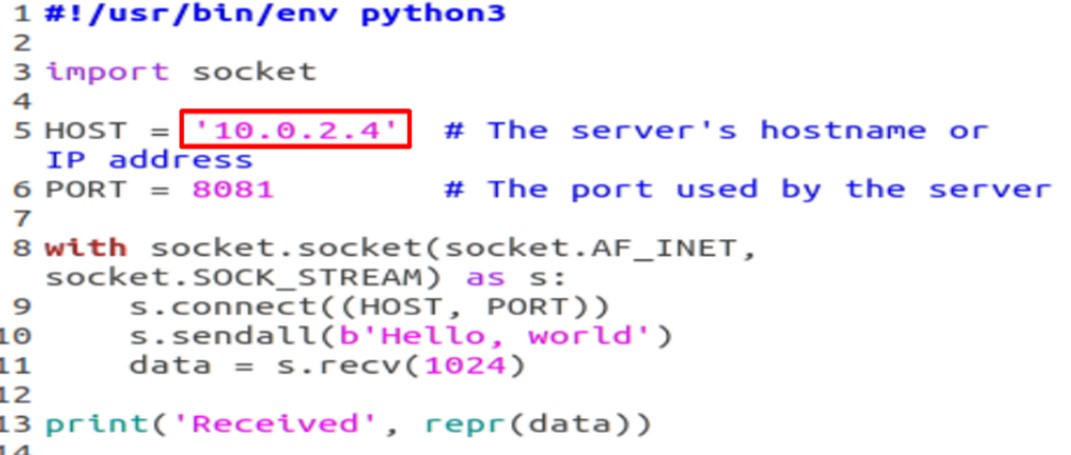 1 #!/usr/bin/env python3
2
3 import socket
4
5 HOST = '10.0.2.4'  # The server's hostname or
IP address
6 PORT = 8081        # The port used by the server
7
8 with socket.socket(socket.AF_INET,
socket.SOCK_STREAM) as s:
9     s.connect((HOST, PORT))
10     s.sendall(b'Hello, world')
11     data = s.recv(1024)
12
13 print('Received', repr(data))
14